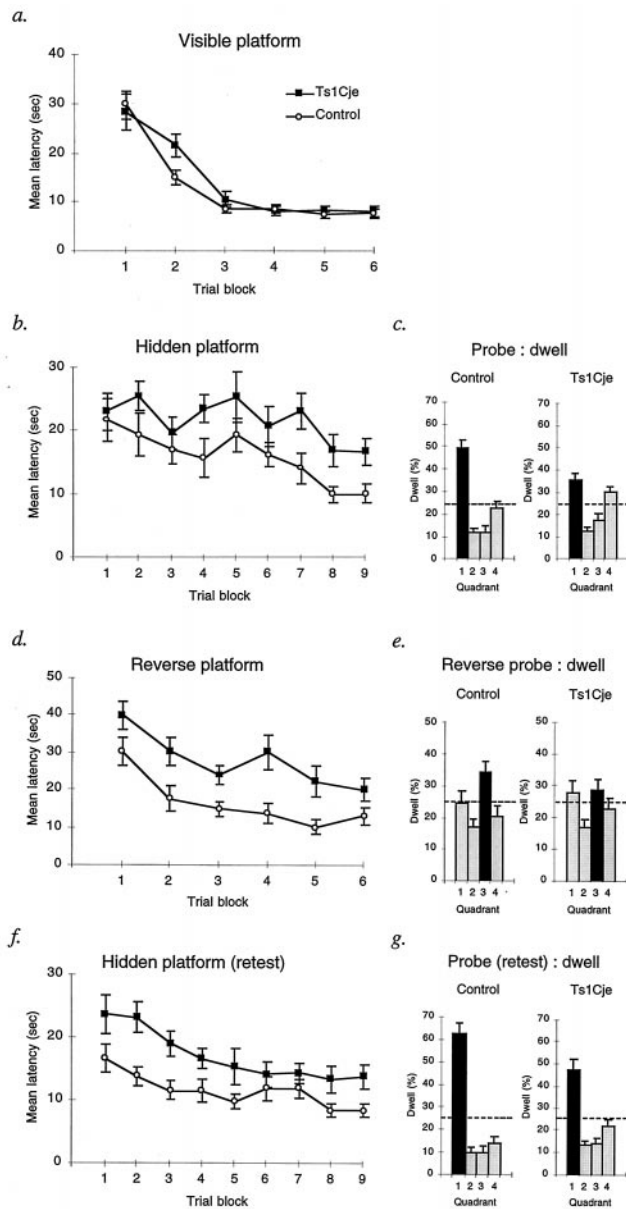 a.
Visible platform
40
30
20
10
0
Mean latency (sec)
Ts1Cje
Control
1 2 3 4 5 6
Trial block
b.
Hidden platform
30
20
10
0
Mean latency (sec)
1 2 3 4 5 6 7 8 9
Trial block
c.
Probe : dwell
Control
70
60
50
40
30
20
10
0
Dwell (%)
1 2 3 4
Quadrant
Ts1Cje
70
60
50
40
30
20
10
0
Dwell (%)
1 2 3 4
Quadrant
d.
Reverse platform
50
40
30
20
10
0
Mean latency (sec)
1 2 3 4 5 6
Trial block
e.
Reverse probe : dwell
Control
50
40
30
20
10
0
Dwell (%)
1 2 3 4
Quadrant
Ts1Cje
50
40
30
20
10
0
Dwell (%)
1 2 3 4
Quadrant
f.
Hidden platform (retest)
30
20
10
0
Mean latency (sec)
1 2 3 4 5 6 7 8 9
Trial block
g.
Probe (retest) : dwell
Control
70
60
50
40
30
20
10
0
Dwell (%)
1 2 3 4
Quadrant
Ts1Cje
70
60
50
40
30
20
10
0
Dwell (%)
1 2 3 4
Quadrant